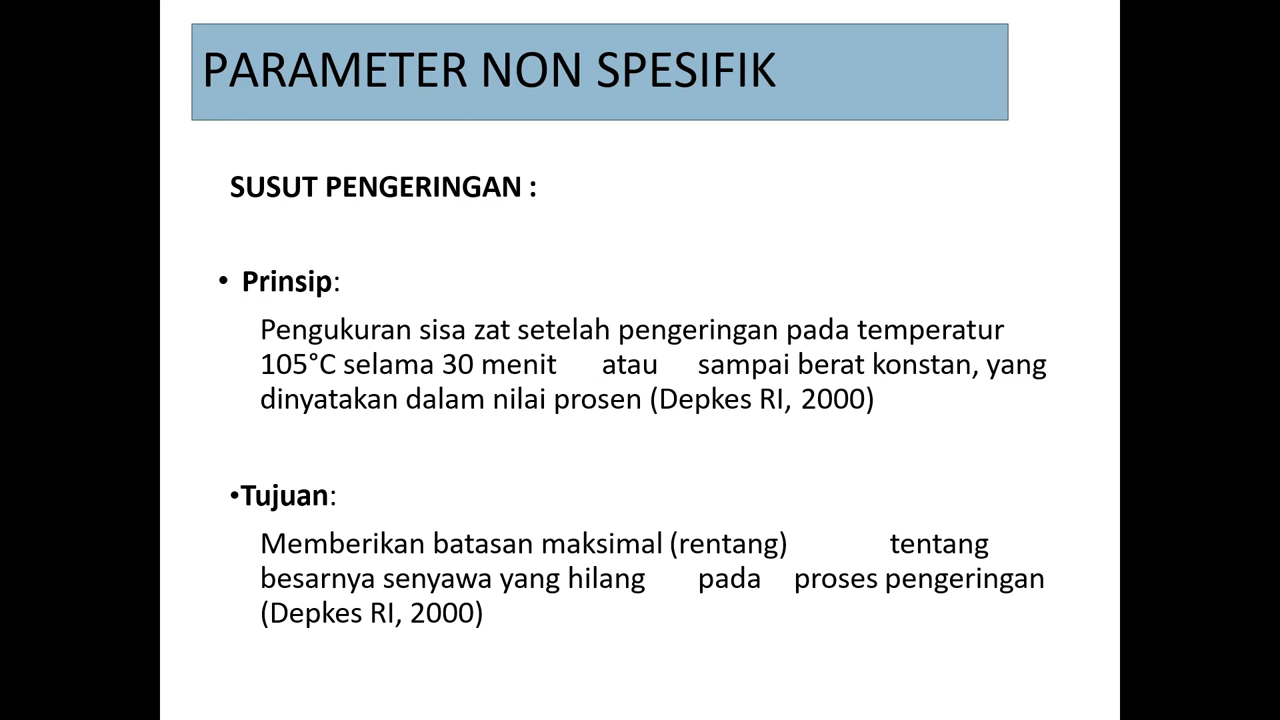 PARAMETER NON SPESIFIK
SUSUT PENGERINGAN :
• Prinsip:
Pengukuran sisa zat setelah pengeringan pada temperatur
105°C selama 30 menit atau sampai berat konstan, yang
dinyatakan dalam nilai prosen (Depkes RI, 2000)
•Tujuan:
Memberikan batasan maksimal (rentang) tentang
besarnya senyawa yang hilang pada proses pengeringan
(Depkes RI, 2000)